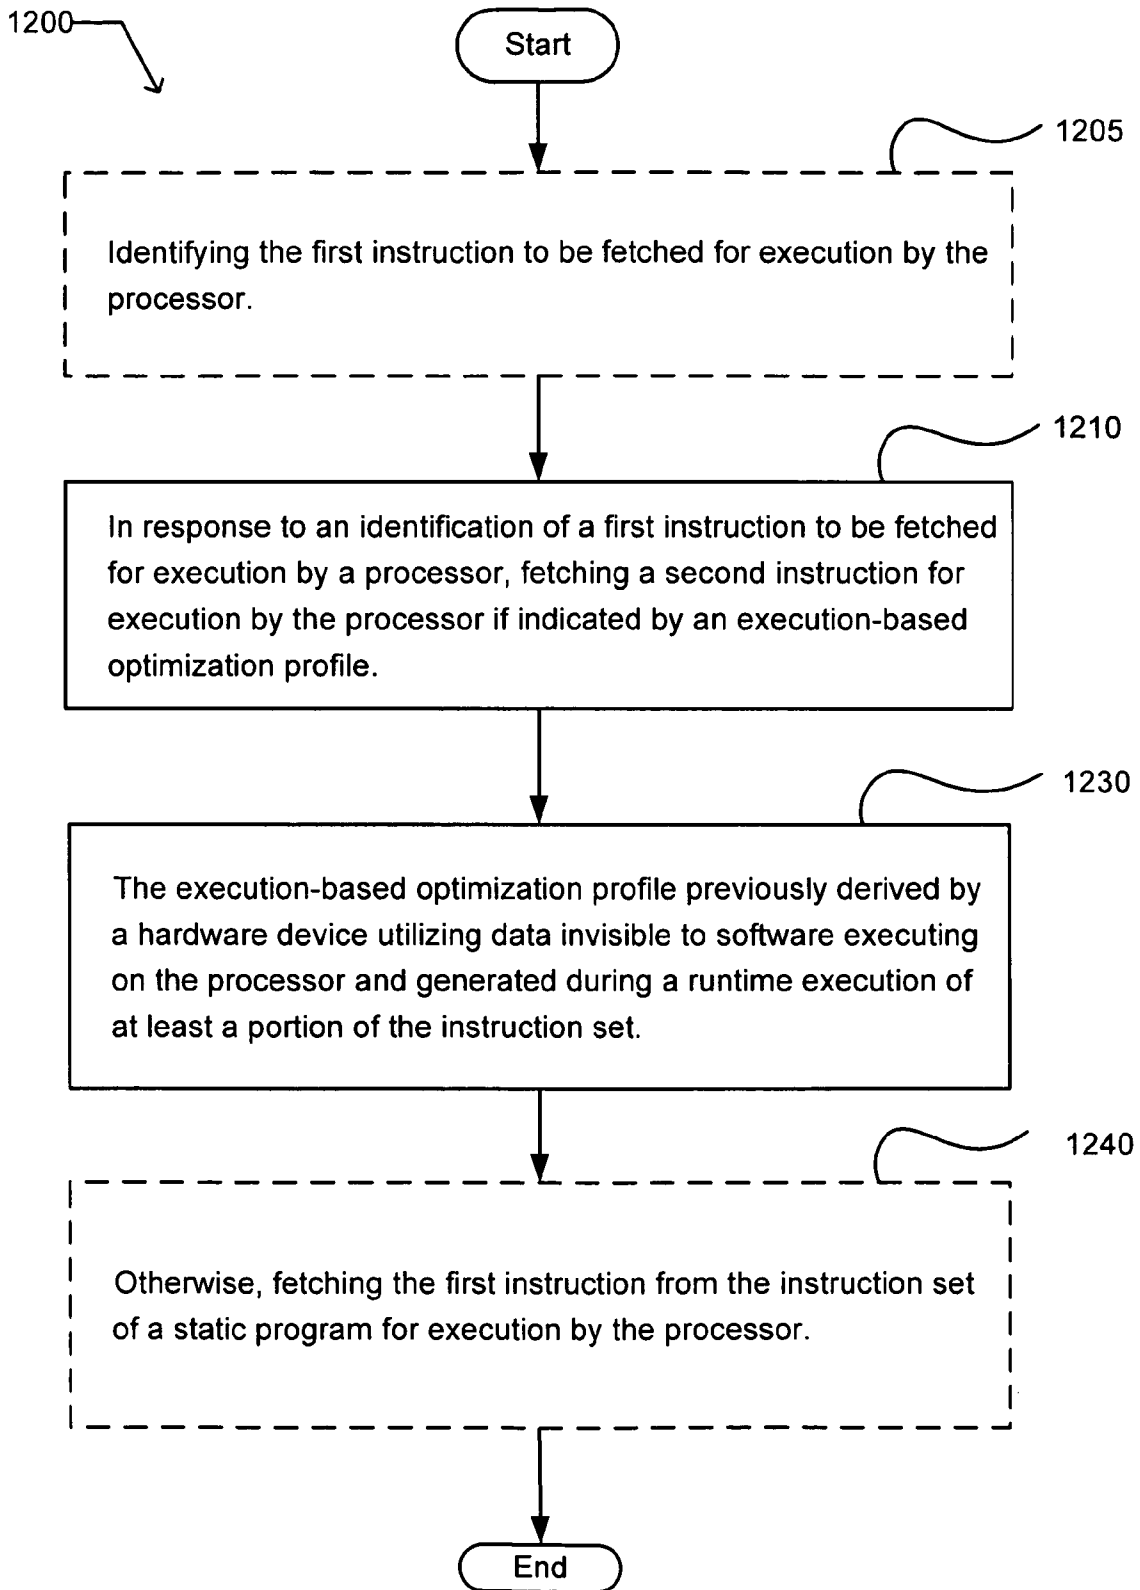 1200
Start
1205
Identifying the first instruction to be fetched for execution by the
processor.
1210
In response to an identification of a first instruction to be fetched
for execution by a processor, fetching a second instruction for
execution by the processor if indicated by an execution-based
optimization profile.
1230
The execution-based optimization profile previously derived by
a hardware device utilizing data invisible to software executing
on the processor and generated during a runtime execution of
at least a portion of the instruction set.
1240
Otherwise, fetching the first instruction from the instruction set
of a static program for execution by the processor.
End